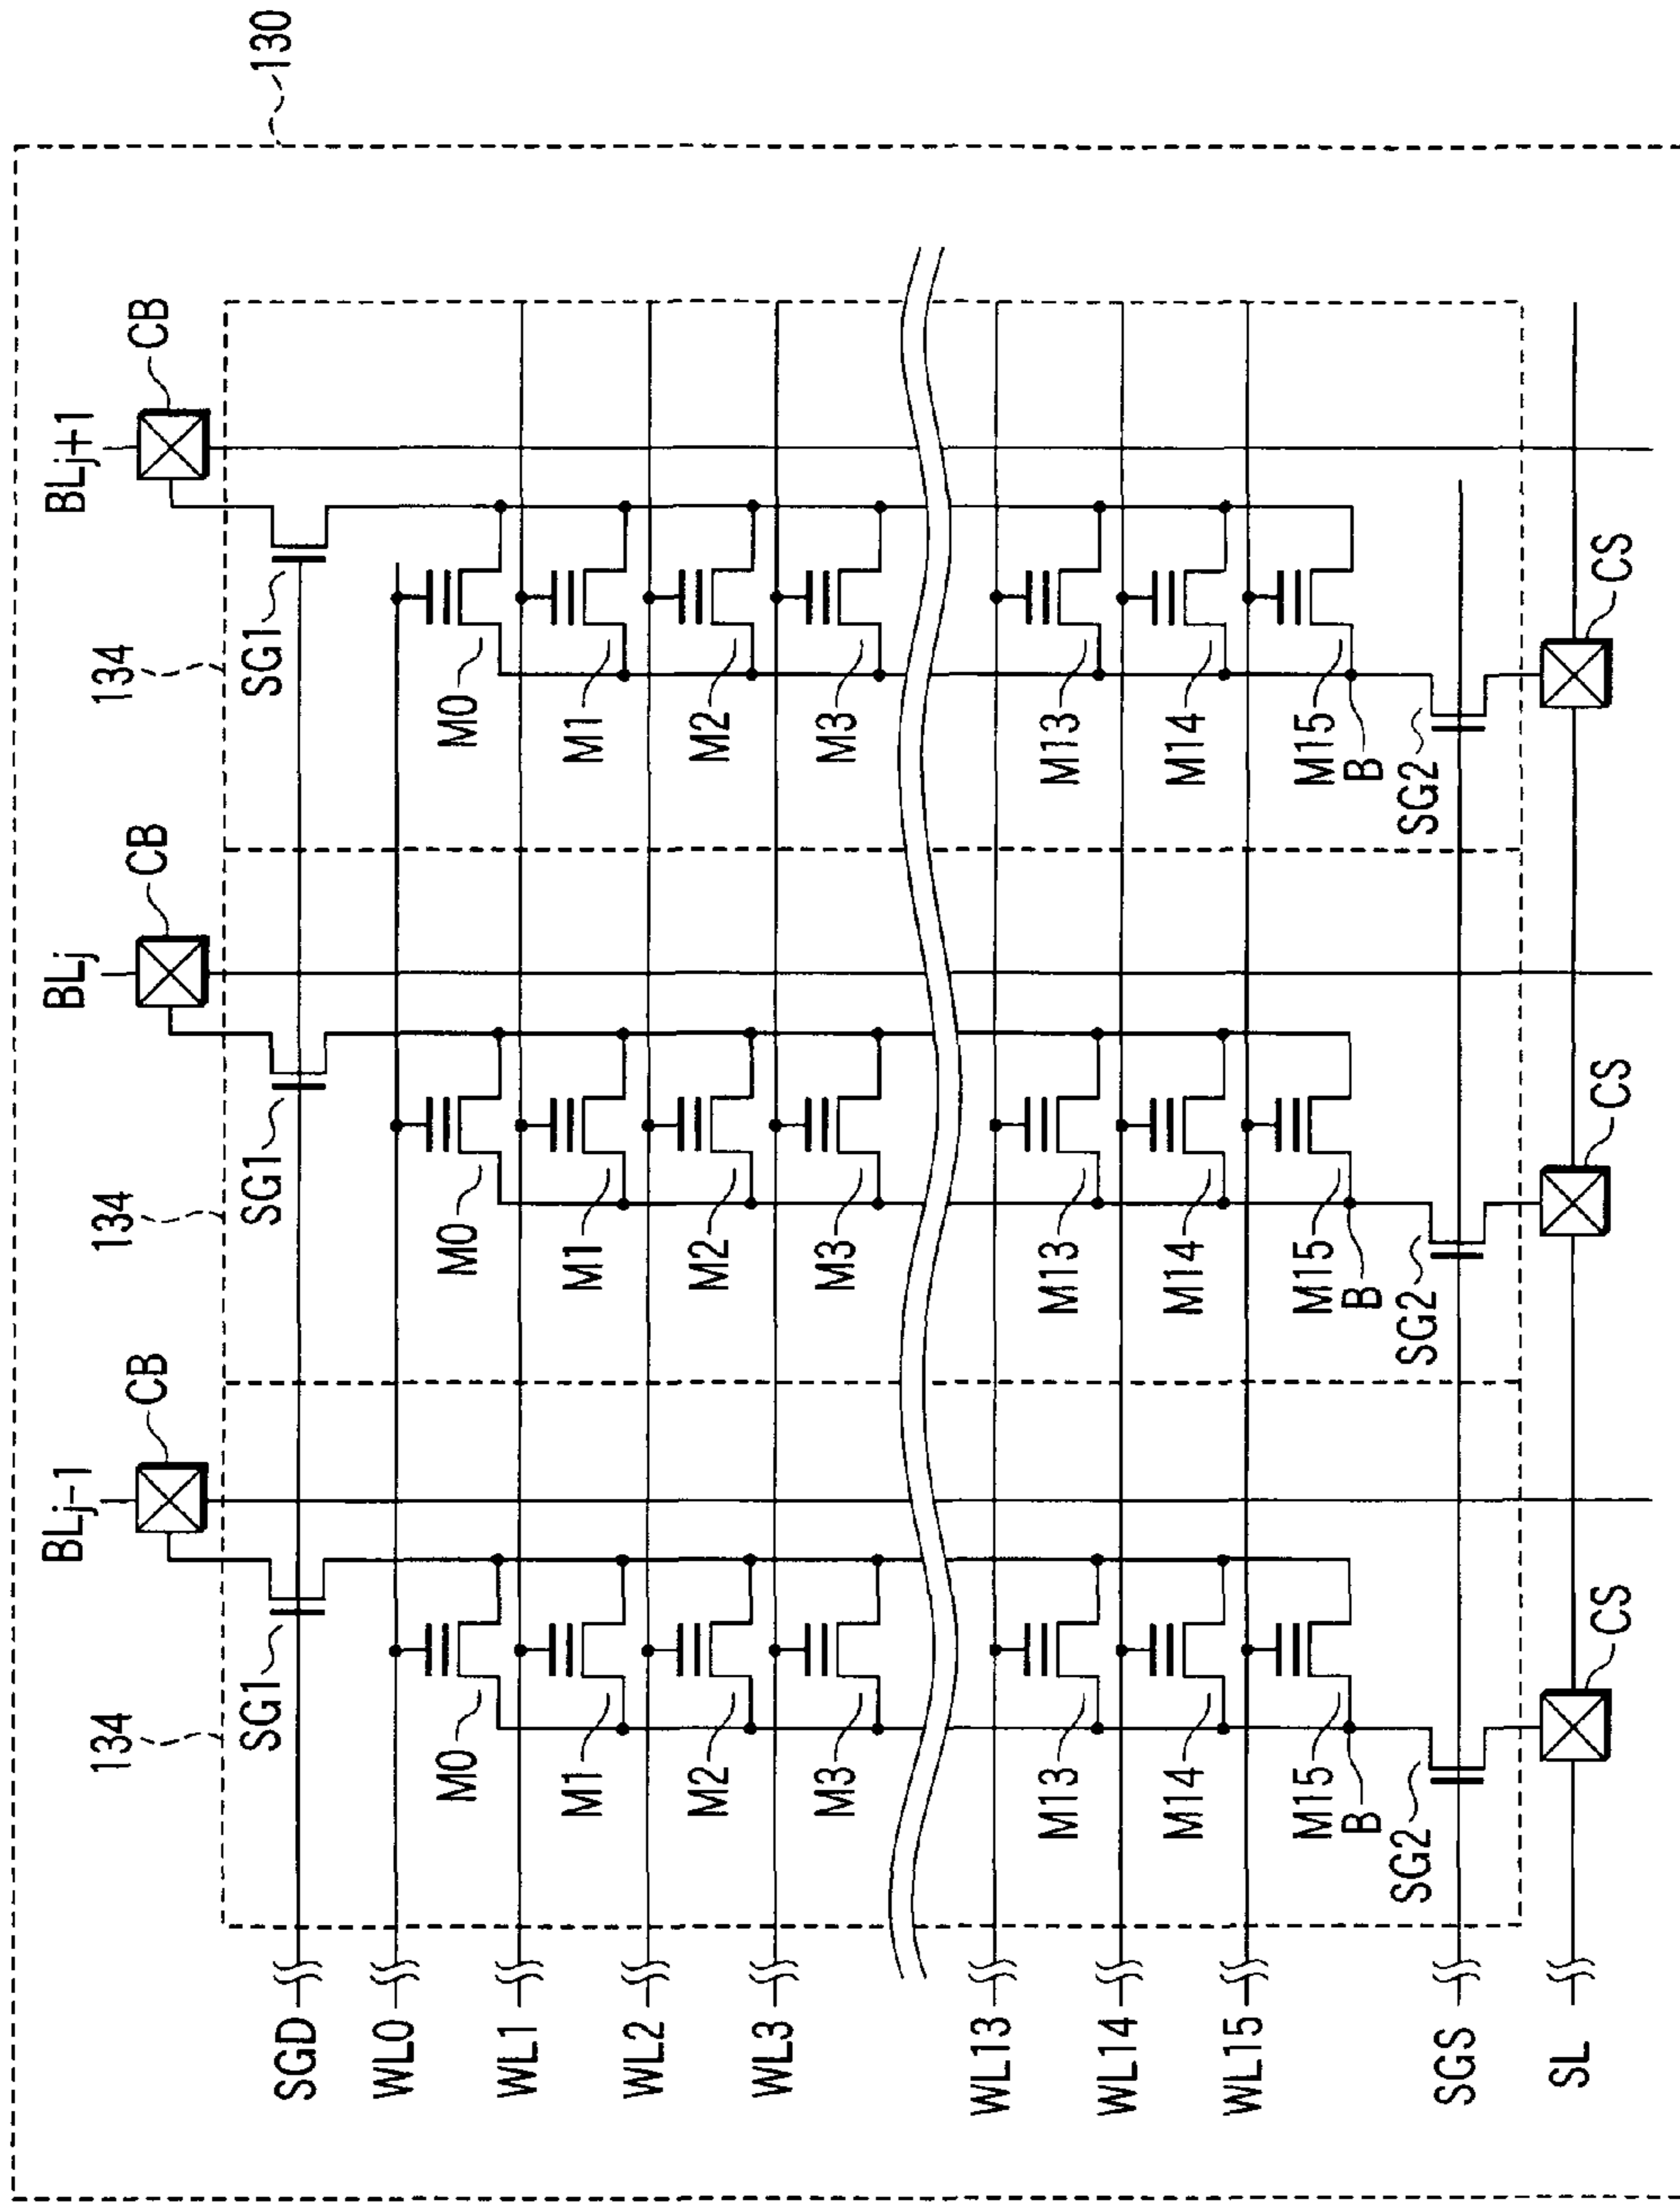 130
BLj-1
BLj
BLj+1
CB
CB
CB
134
134
134
SG1
SG1
SG1
SGD
WL0
M0
M0
M0
WL1
M1
M1
M1
WL2
M2
M2
M2
WL3
M3
M3
M3
WL13
M13
M13
M13
WL14
M14
M14
M14
WL15
M15
M15
M15
B
B
B
SG2
SG2
SG2
SGS
CS
CS
CS
SL